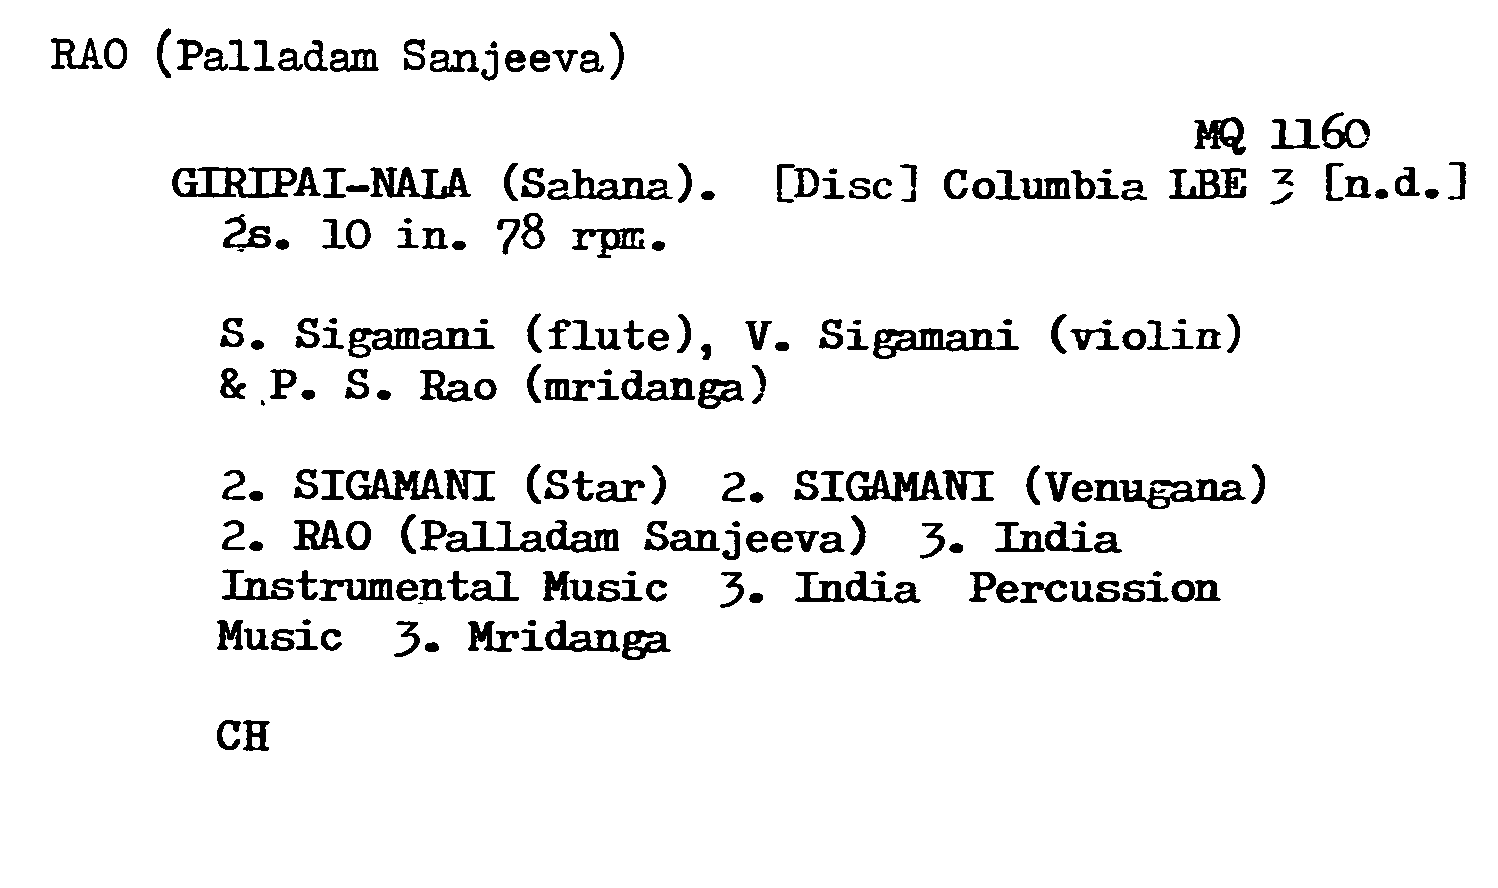 RAO (Palladam Sanjeeva)
MQ 1160
GIRIPAI-NALA (Sahana). [Disc] Columbia LBE 3 [n.d.]
2s. 10 in. 78 rpm.
S. Sigamani (flute), V. Sigamani (violin)
& P. S. Rao (mridanga)
2. SIGAMANI (Star) 2. SIGAMANI (Venugana)
2. RAO (Palladam Sanjeeva) 3. India
Instrumental Music 3. India Percussion
Music 3. Mridanga
CH